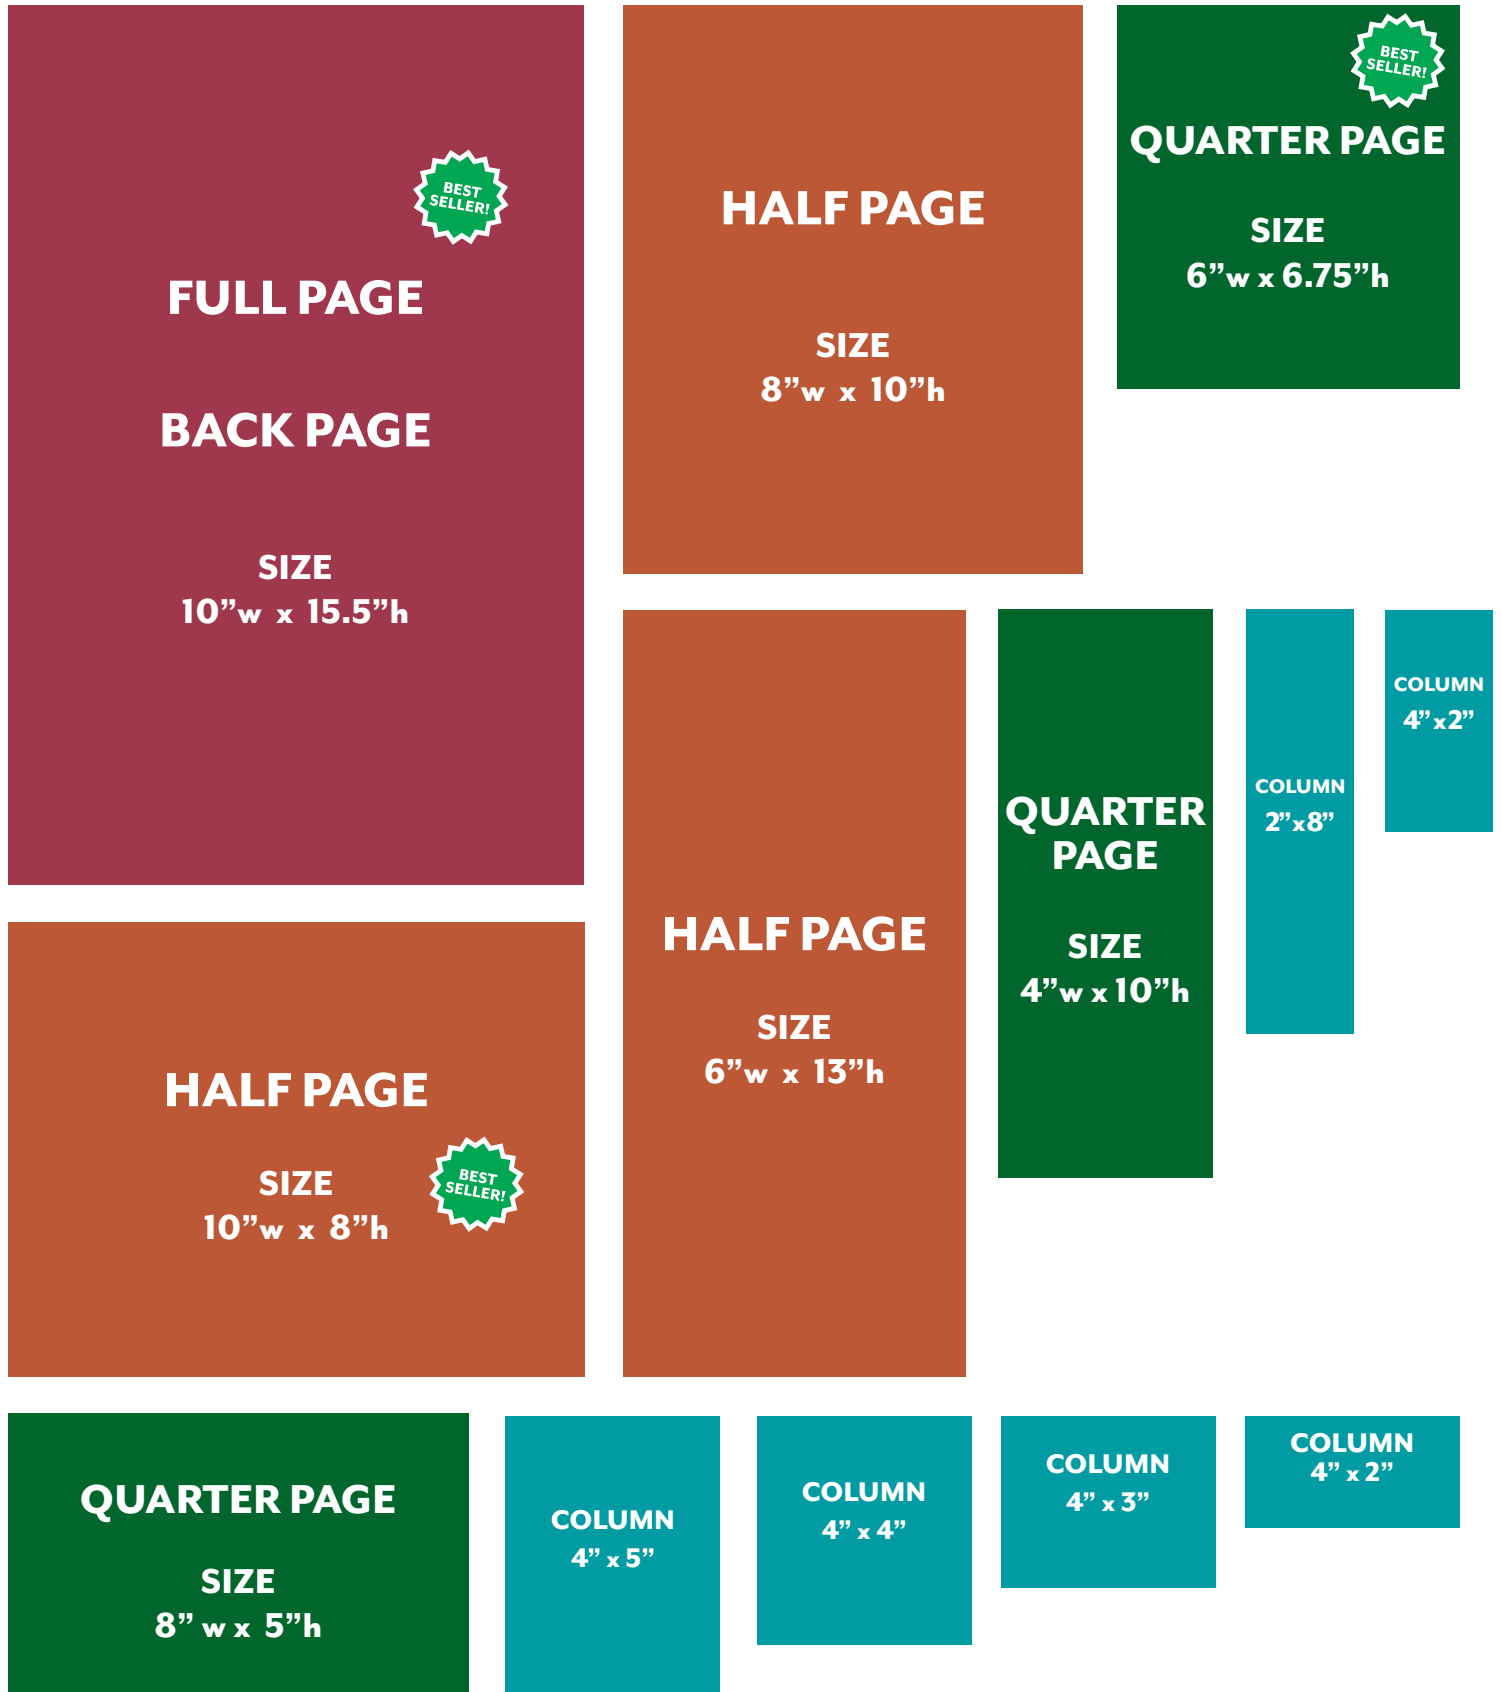 BEST
SELLER!
FULL PAGE
BACK PAGE
SIZE
10”w x 15.5”h
HALF PAGE
SIZE
8”w x 10”h
BEST
SELLER!
QUARTER PAGE
SIZE
6”w x 6.75”h
HALF PAGE
SIZE
6”w x 13”h
QUARTER
PAGE
SIZE
4”w x 10”h
COLUMN
2”x8”
COLUMN
4”x2”
HALF PAGE
SIZE
10”w x 8”h
BEST
SELLER!
QUARTER PAGE
SIZE
8” w x 5”h
COLUMN
4” x 5”
COLUMN
4” x 4”
COLUMN
4” x 3”
COLUMN
4” x 2”